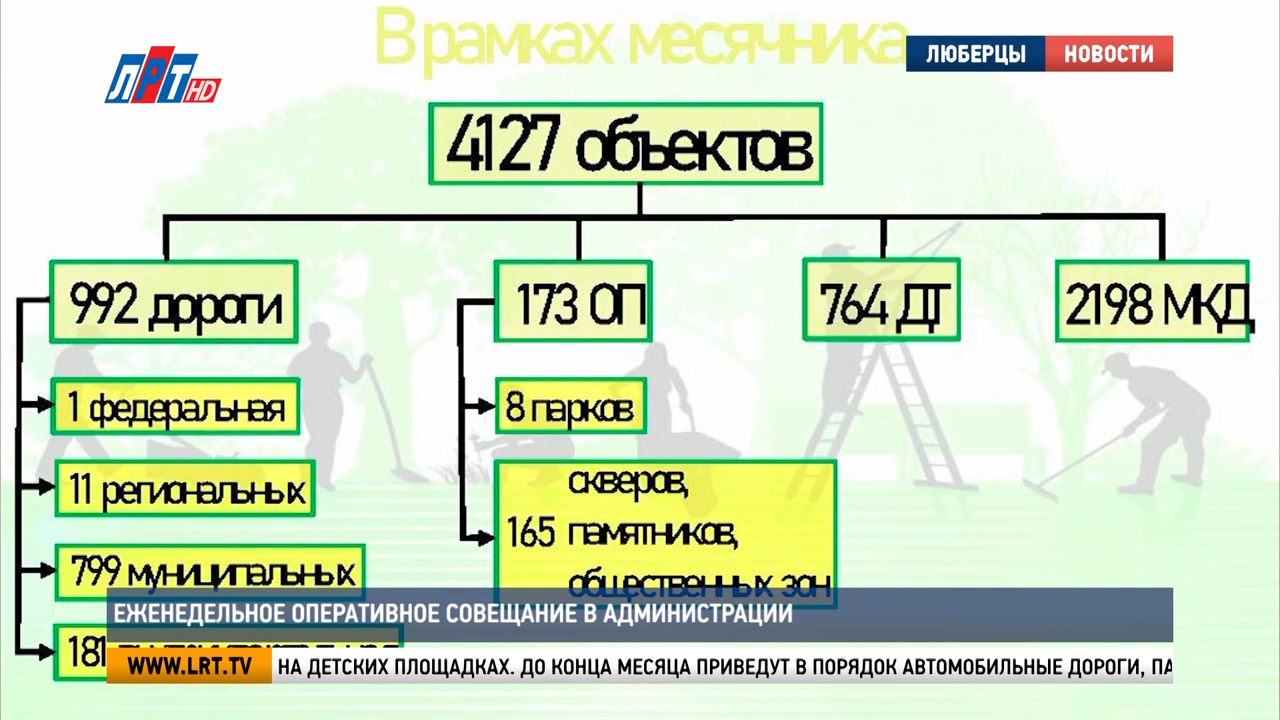 В рамках месячника
ЛРТ HD
ЛЮБЕРЦЫ НОВОСТИ
4127 объектов
992 дороги
173 ОП
764 ДТ
2198 МКД
1 федеральная
11 региональных
799 муниципальных
181
8 парков
165 скверов,
памятников,
общественных зон
ЕЖЕНЕДЕЛЬНОЕ ОПЕРАТИВНОЕ СОВЕЩАНИЕ В АДМИНИСТРАЦИИ
WWW.LRT.TV
НА ДЕТСКИХ ПЛОЩАДКАХ. ДО КОНЦА МЕСЯЦА ПРИВЕДУТ В ПОРЯДОК АВТОМОБИЛЬНЫЕ ДОРОГИ, ПА